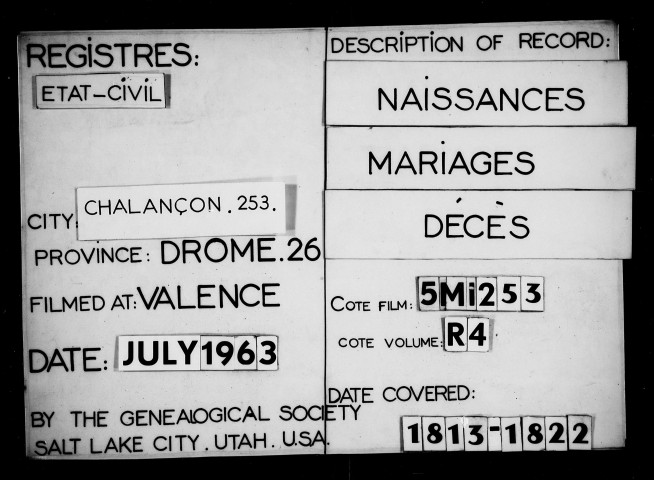 REGISTRES:
ETAT-CIVIL
CITY: CHALANÇON . 253.
PROVINCE: DROME.26
FILMED AT: VALENCE
DATE: JULY 1963
BY THE GENEALOGICAL SOCIETY
SALT LAKE CITY . UTAH . U.S.A.
DESCRIPTION OF RECORD:
NAISSANCES
MARIAGES
DÉCÈS
COTE FILM: 5Mi253
COTE VOLUME: R4
DATE COVERED:
1813-1822